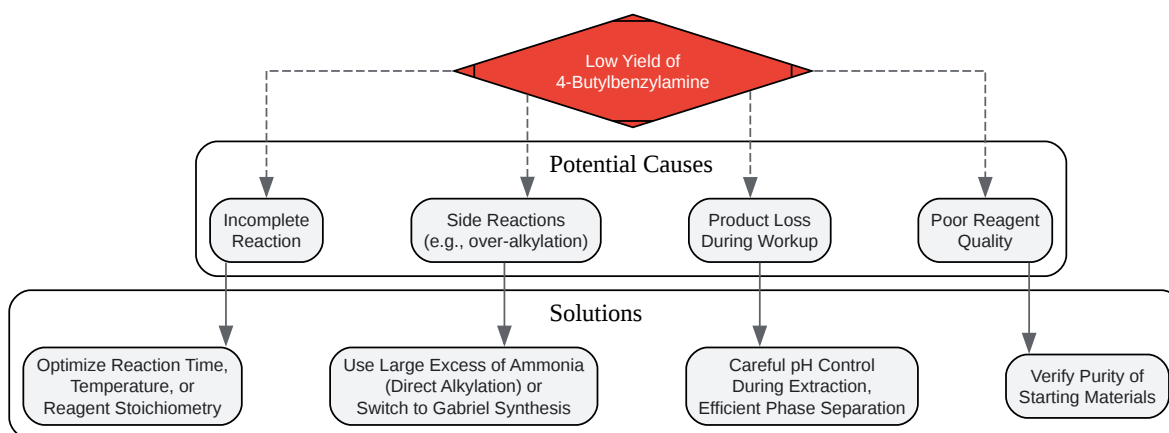 Low Yield of
4-Butylbenzylamine
Potential Causes
Incomplete
Reaction
Side Reactions
(e.g., over-alkylation)
Product Loss
During Workup
Poor Reagent
Quality
Solutions
Optimize Reaction Time,
Temperature, or
Reagent Stoichiometry
Use Large Excess of Ammonia
(Direct Alkylation) or
Switch to Gabriel Synthesis
Careful pH Control
During Extraction,
Efficient Phase Separation
Verify Purity of
Starting Materials